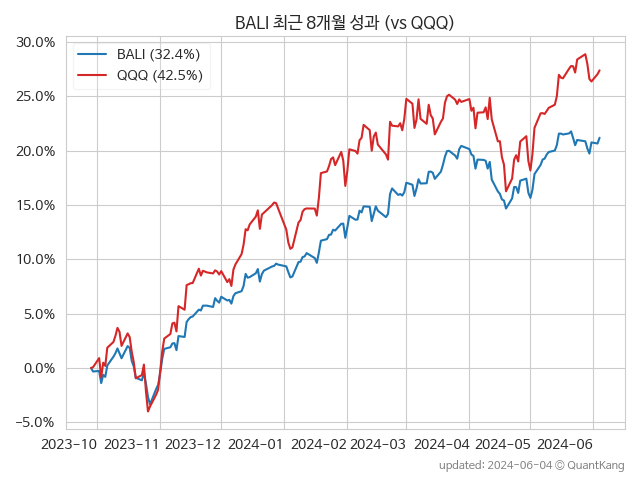 BALI 최근 8개월 성과 (vs QQQ)
BALI (32.4%)
QQQ (42.5%)
30.0%
25.0%
20.0%
15.0%
10.0%
5.0%
0.0%
−5.0%
2023-10 2023-11 2023-12 2024-01 2024-02 2024-03 2024-04 2024-05 2024-06
updated: 2024-06-04 © QuantKang